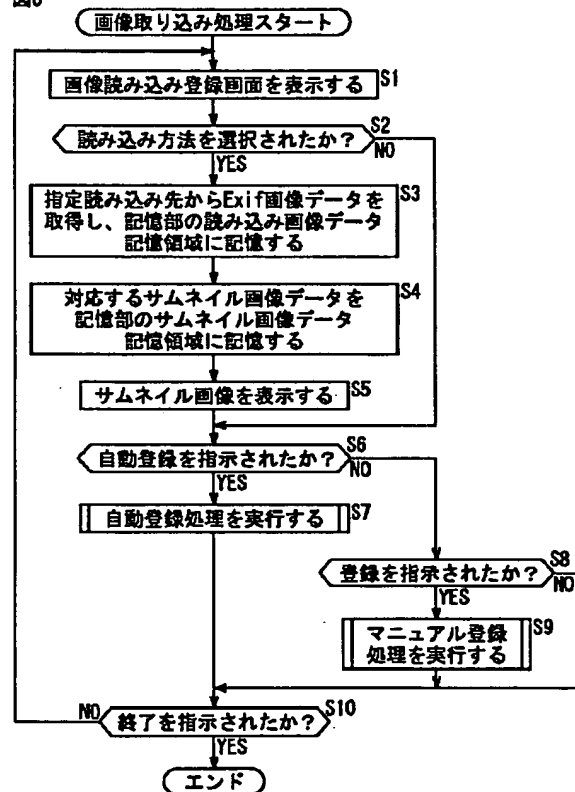 画像取り込み処理スタート
画像読み込み登録画面を表示する
S1
読み込み方法を選択されたか?
S2
NO
YES
指定読み込み先からExif画像データを
取得し、記憶部の読み込み画像データ
記憶領域に記憶する
S3
対応するサムネイル画像データを
記憶部のサムネイル画像データ
記憶領域に記憶する
S4
サムネイル画像を表示する
S5
自動登録を指示されたか?
S6
NO
YES
自動登録処理を実行する
S7
登録を指示されたか?
S8
NO
YES
マニュアル登録
処理を実行する
S9
NO
終了を指示されたか?
S10
YES
エンド